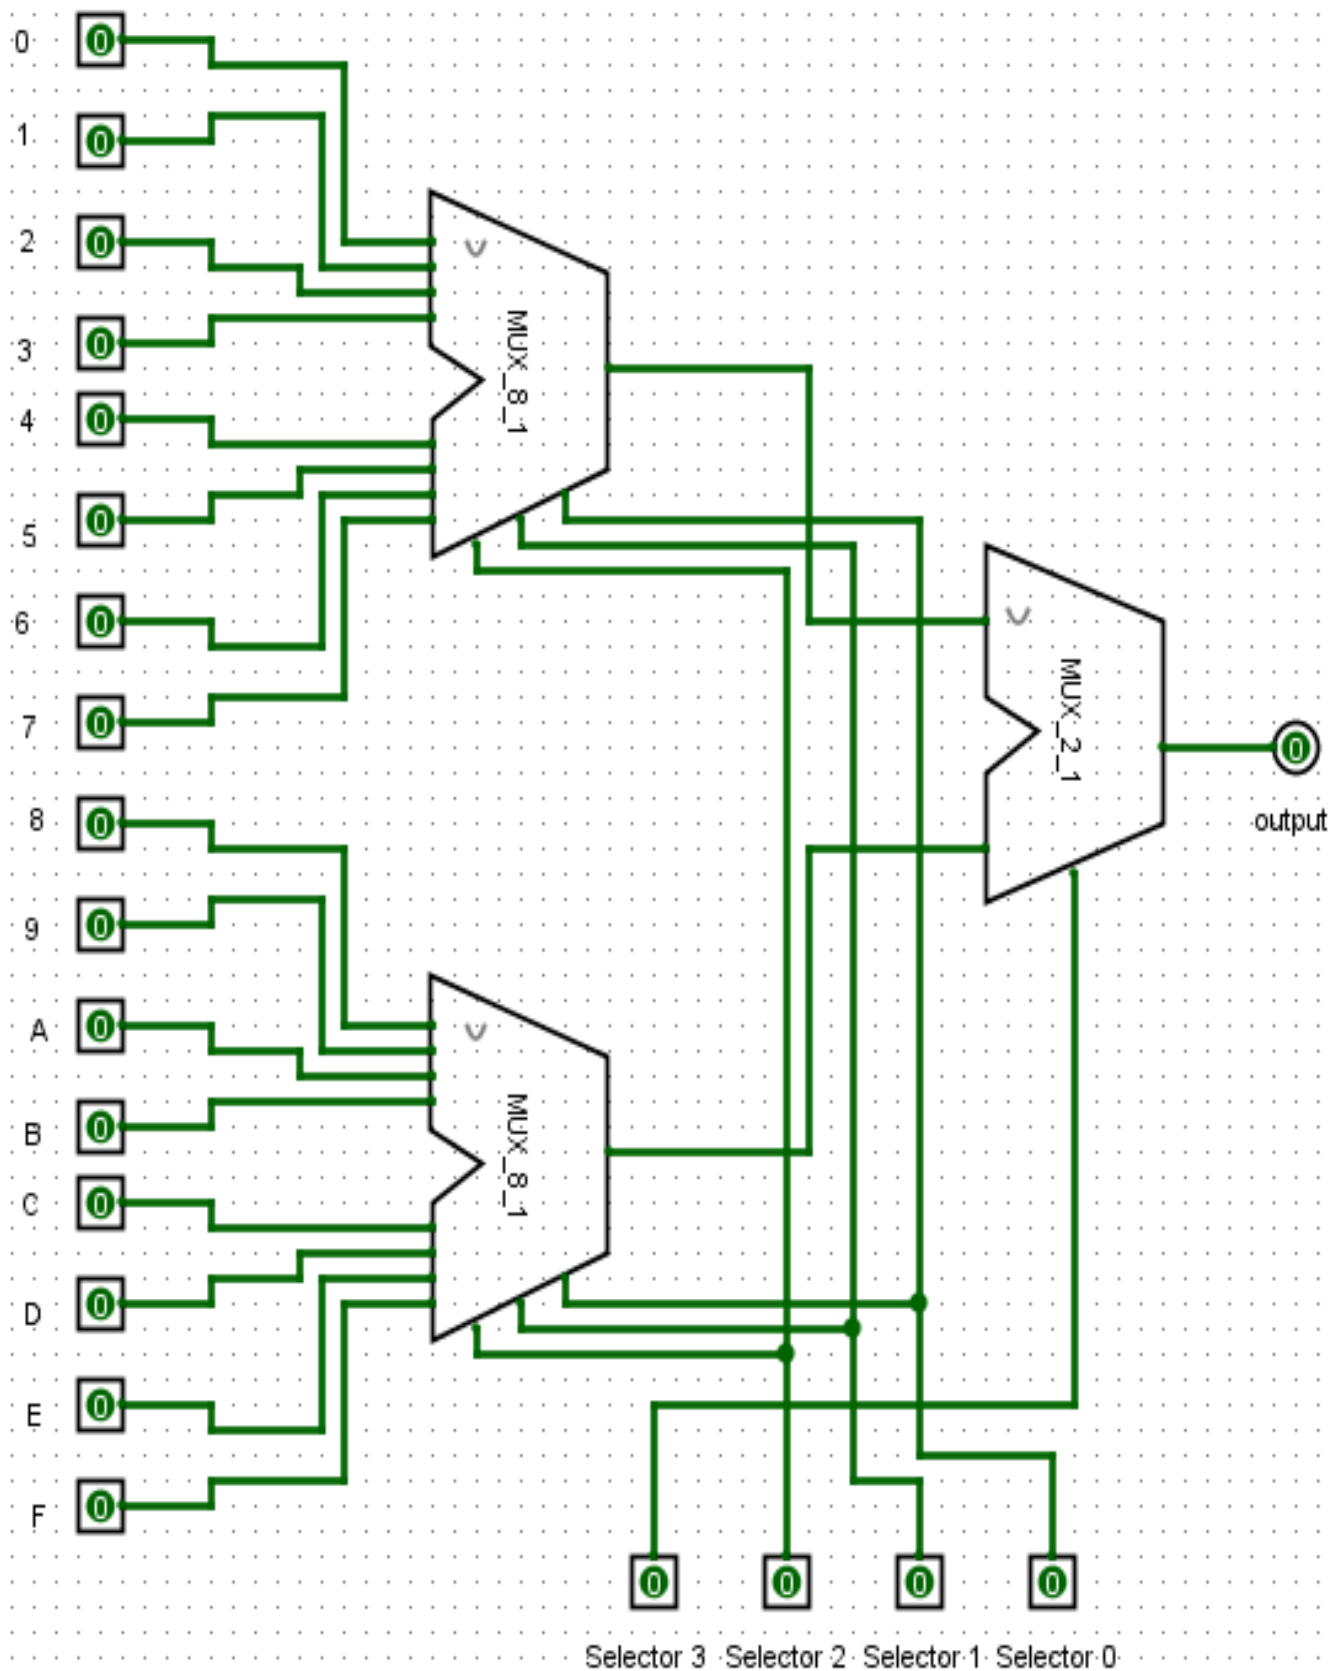 0 0
1 0
2 0
3 0
4 0
5 0
6 0
7 0
MUX_8_1
8 0
9 0
A 0
B 0
C 0
D 0
E 0
F 0
MUX_8_1
MUX_2_1
0
output
0 0 0 0
Selector 3 Selector 2 Selector 1 Selector 0